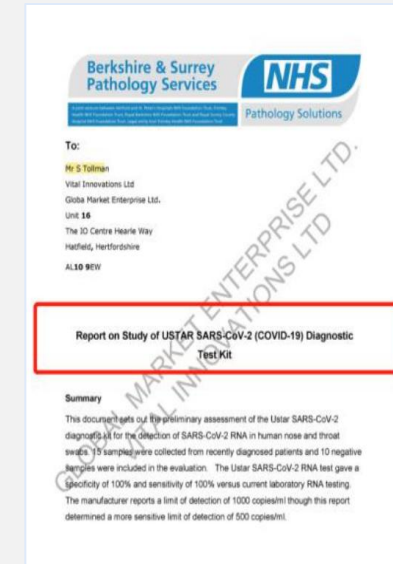 Berkshire & Surrey
Pathology Services
NHS
Pathology Solutions
To:
Mr S Tollman
Vital Innovations Ltd
Globa Market Enterprise Ltd.
Unit 16
The IO Centre Hearle Way
Hatfield, Hertfordshire
AL10 9EW
Report on Study of USTAR SARS-CoV-2 (COVID-19) Diagnostic
Test Kit
Summary
This document sets out the preliminary assessment of the Ustar SARS-CoV-2
diagnostic kit for the detection of SARS-CoV-2 RNA in human nose and throat
swabs. 15 samples were collected from recently diagnosed patients and 10 negative
samples were included in the evaluation. The Ustar SARS-CoV-2 RNA test gave a
specificity of 100% and sensitivity of 100% versus current laboratory RNA testing.
The manufacturer reports a limit of detection of 1000 copies/ml though this report
determined a more sensitive limit of detection of 500 copies/ml.
GLOBAL MARKET ENTERPRISE LTD.
VITAL INNOVATIONS LTD